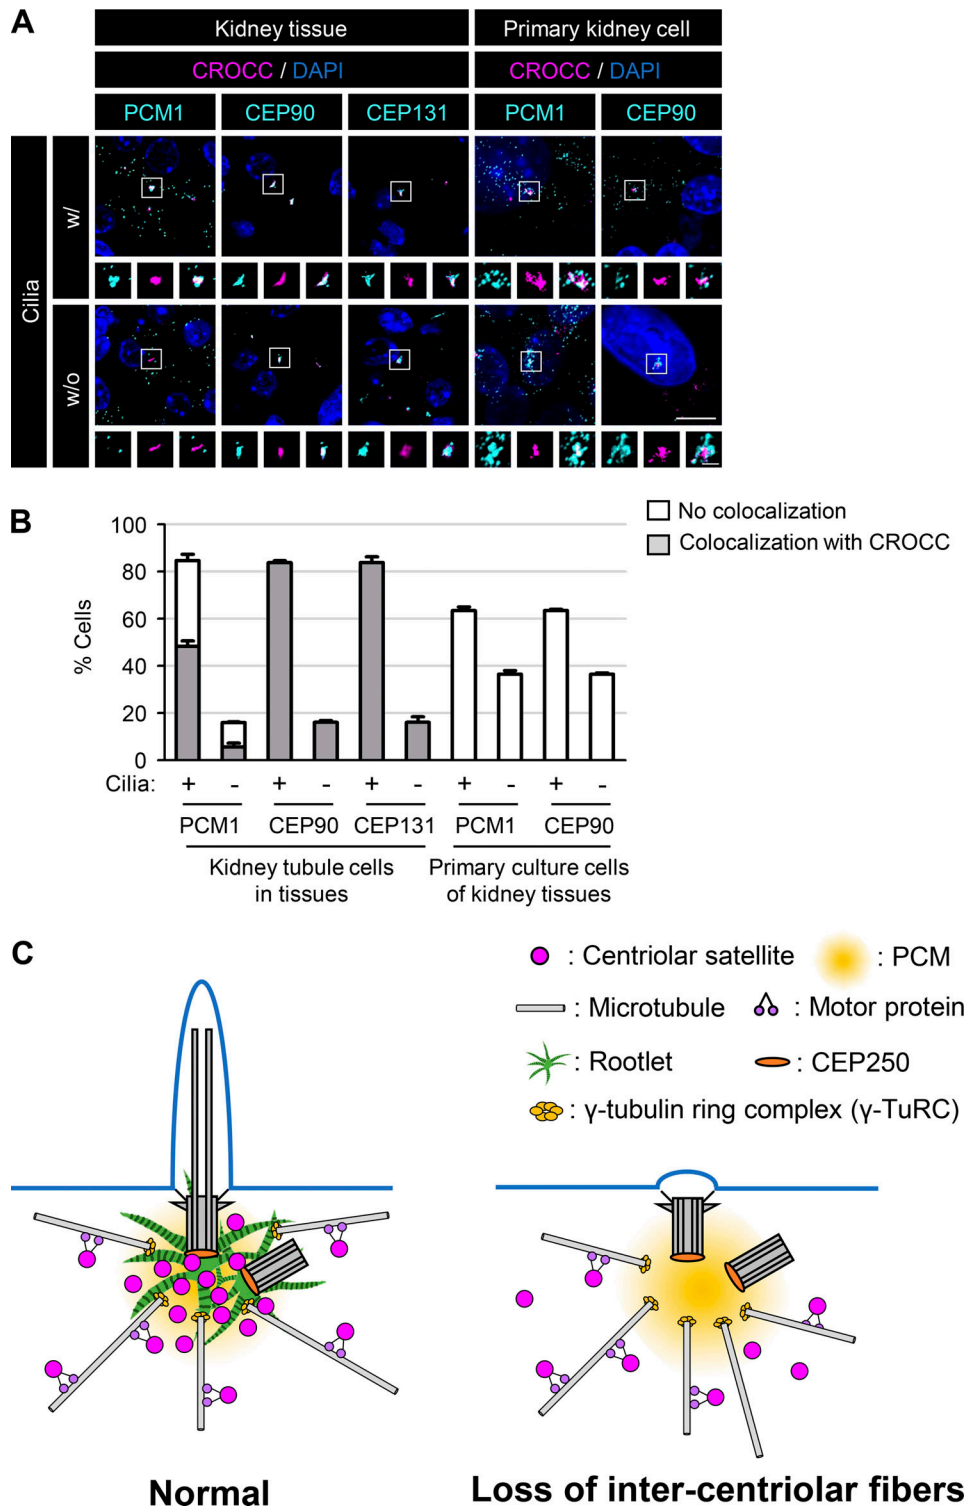 A
Kidney tissue
Primary kidney cell
CROCC / DAPI
CROCC / DAPI
PCM1
CEP90
CEP131
PCM1
CEP90
Cilia
w/
w/o
B
No colocalization
Colocalization with CROCC
% Cells
100
80
60
40
20
0
Cilia: + - + - + - + - + -
PCM1 CEP90 CEP131 PCM1 CEP90
Kidney tubule cells
in tissues
Primary culture cells
of kidney tissues
C
: Centriolar satellite
: PCM
: Microtubule
: Motor protein
: Rootlet
: CEP250
: γ-tubulin ring complex (γ-TuRC)
Normal
Loss of inter-centriolar fibers